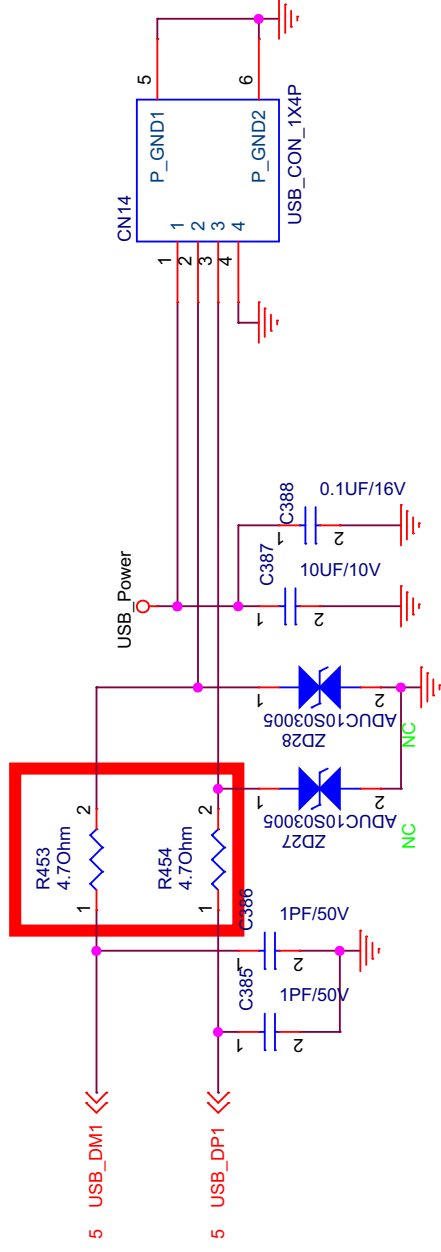 5
6
P_GND1
P_GND2
CN14
USB_CON_1X4P
1
2
3
4
1
2
3
4
USB_Power
C388
0.1UF/16V
1
2
C387
10UF/10V
1
2
1
2
ADUC10S03005
ZD28
NC
1
2
ADUC10S03005
ZD27
NC
R453
4.7Ohm
1
2
R454
4.7Ohm
1
2
C386
1PF/50V
1
2
C385
1PF/50V
1
2
5 USB_DM1
5 USB_DP1